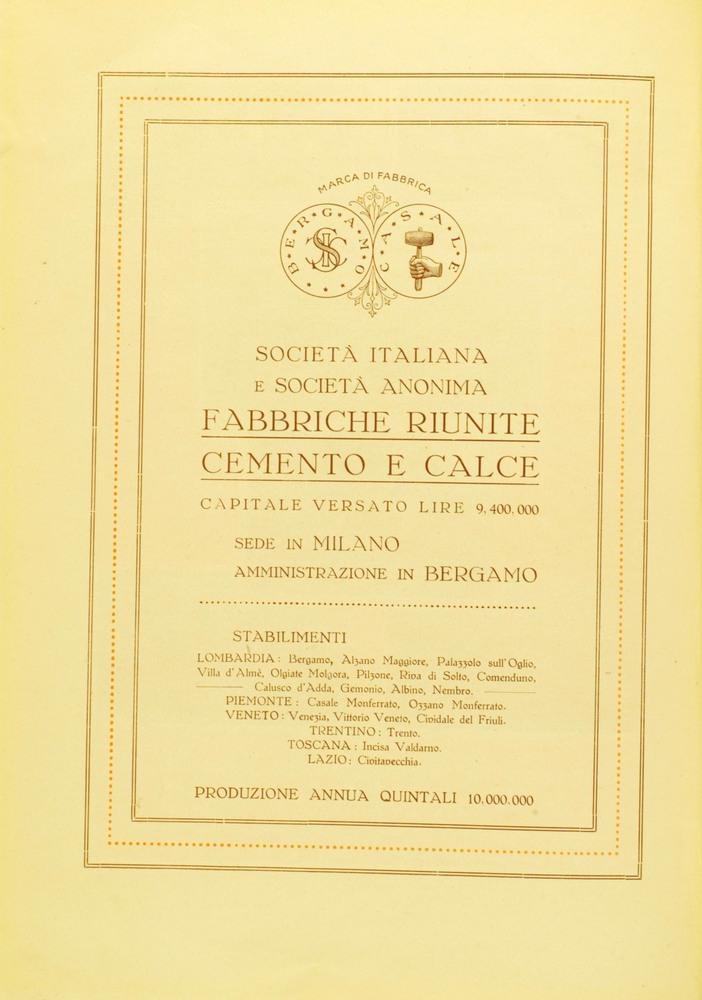 MARCA DI FABBRICA
BERGAMO
CASALE
SOCIETÀ ITALIANA
E SOCIETÀ ANONIMA
FABBRICHE RIUNITE
CEMENTO E CALCE
CAPITALE VERSATO LIRE 9,400,000
SEDE IN MILANO
AMMINISTRAZIONE IN BERGAMO
STABILIMENTI
LOMBARDIA: Bergamo, Alzano Maggiore, Palazzolo sull'Oglio,
Villa d'Almè, Olgiate Molgora, Pilzone, Riva di Solto, Comenduno,
Calusco d'Adda, Gemonio, Albino, Nembro.
PIEMONTE: Casale Monferrato, Ozzano Monferrato.
VENETO: Venezia, Vittorio Veneto, Cividale del Friuli.
TRENTINO: Trento.
TOSCANA: Incisa Valdarno.
LAZIO: Civitavecchia.
PRODUZIONE ANNUA QUINTALI 10.000.000